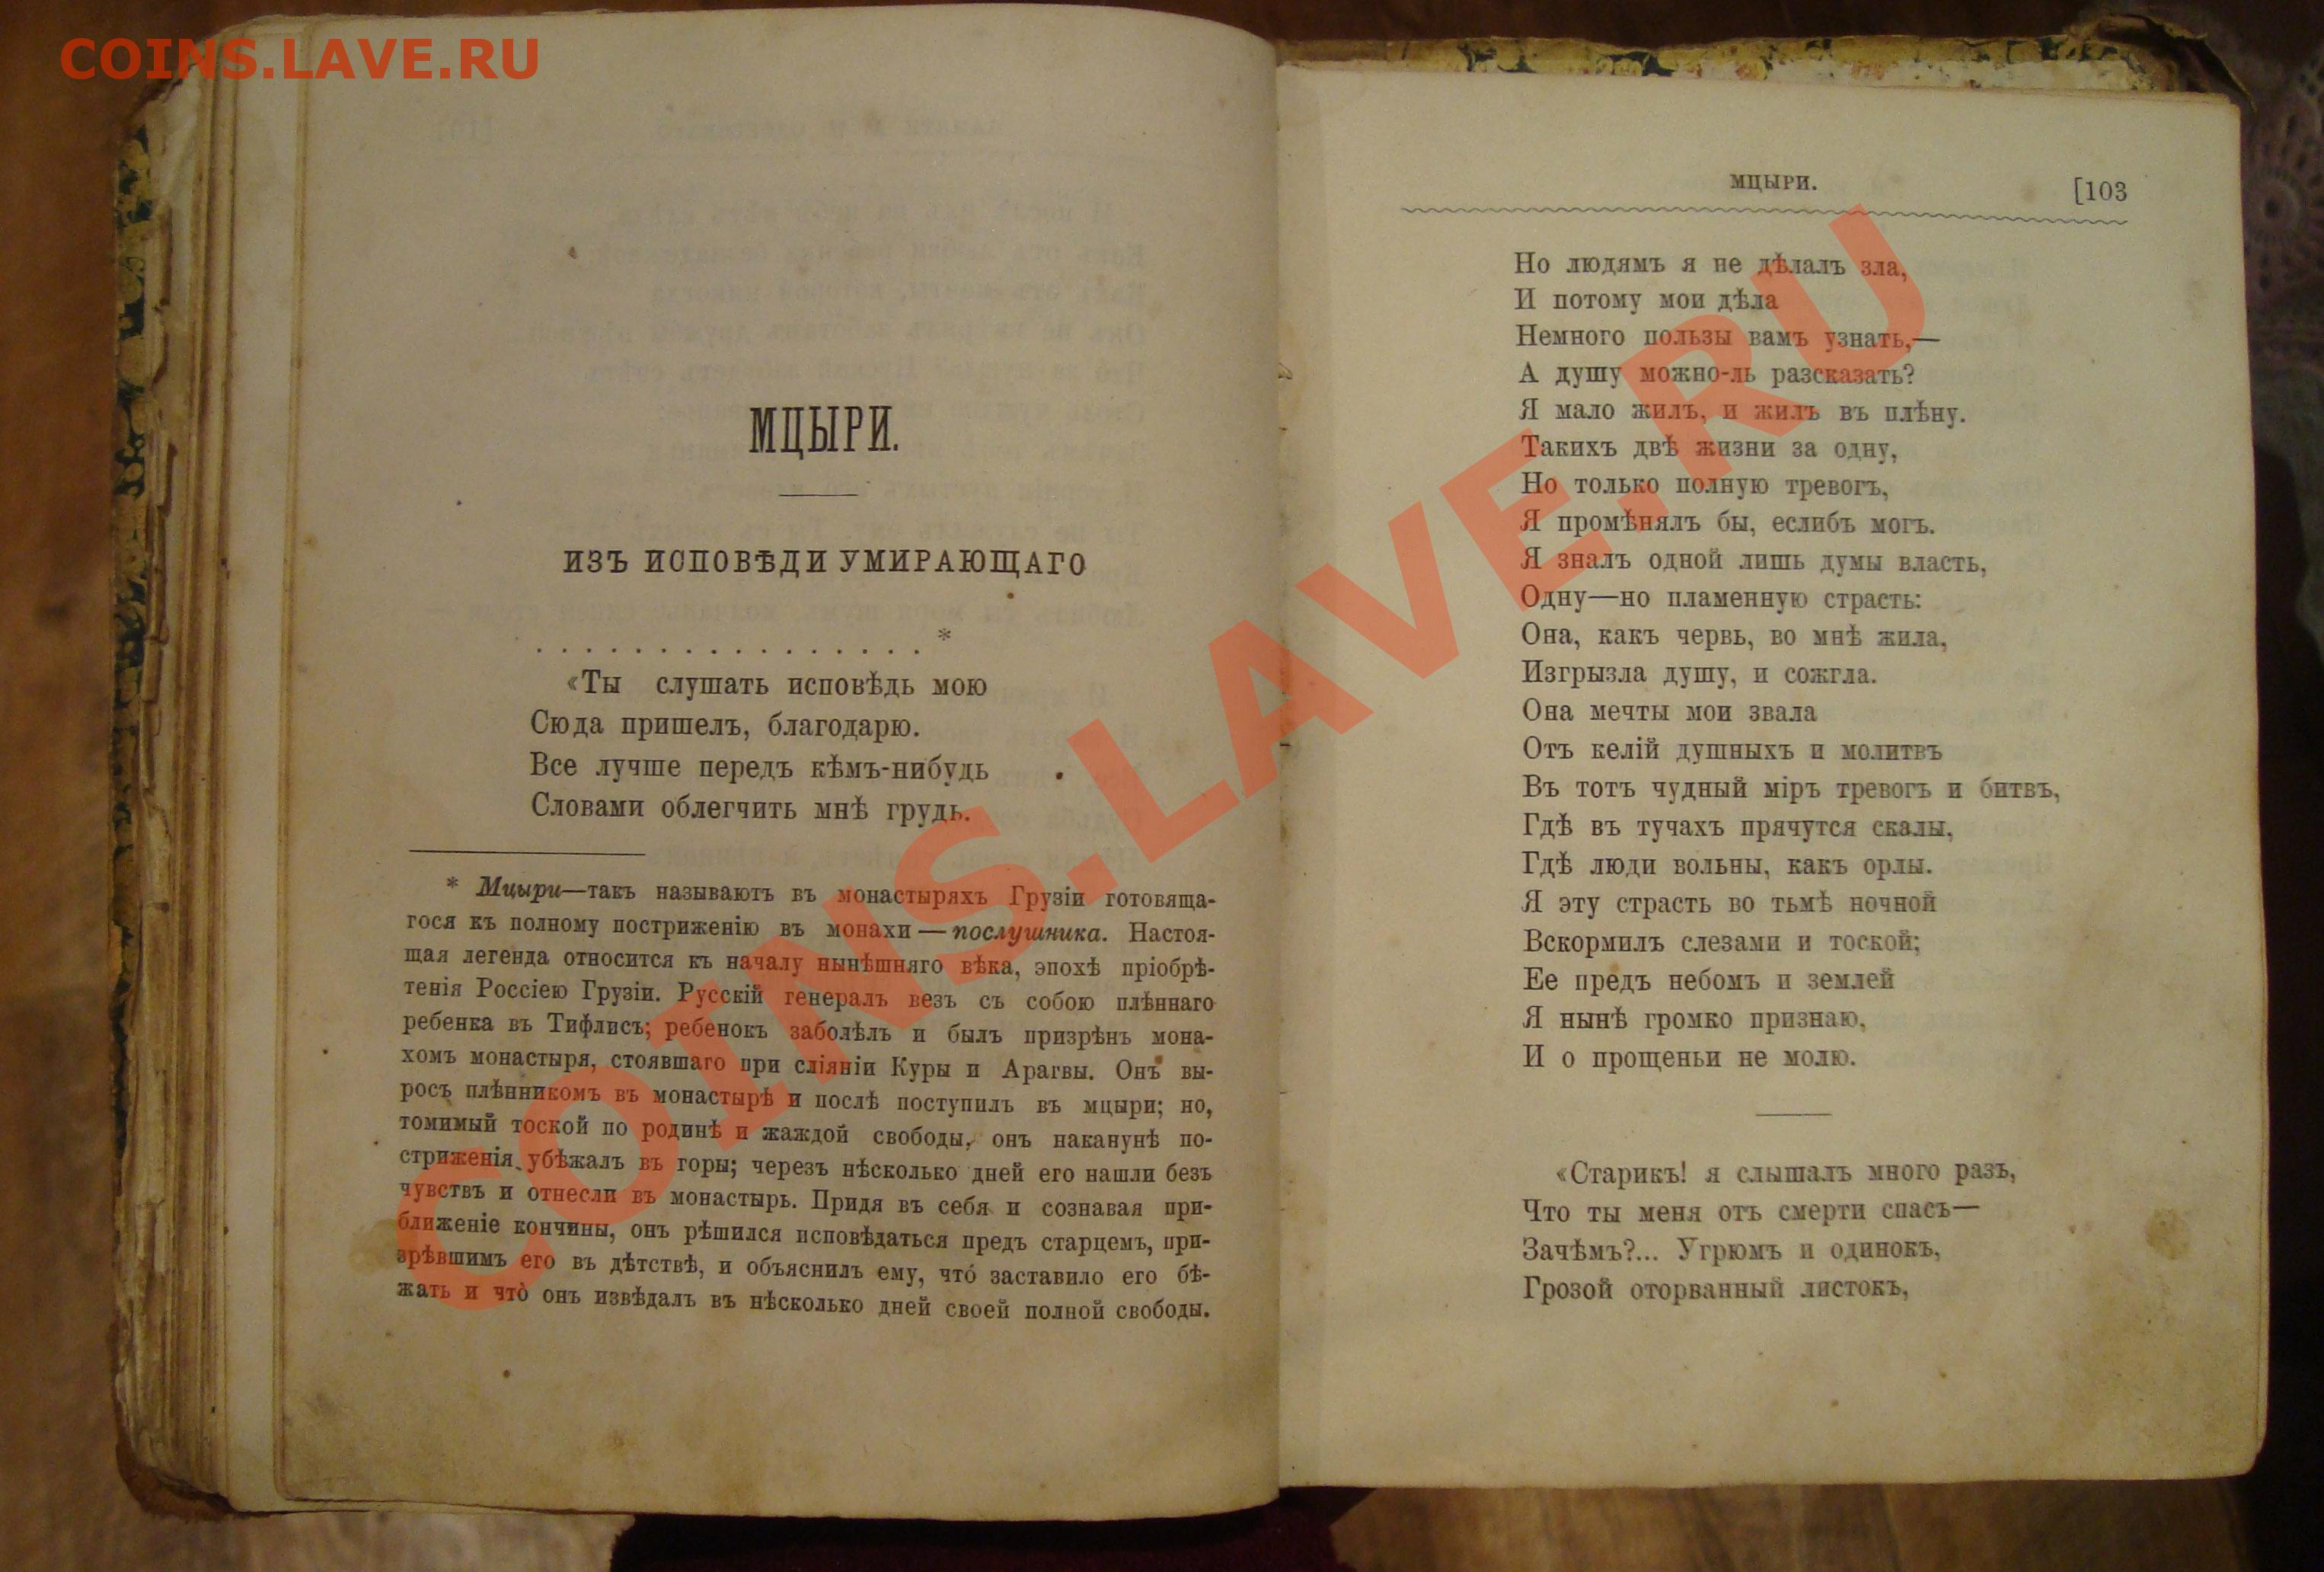 COINS.LAVE.RU
МЦЫРИ.
ИЗЪ ИСПОВѢДИ УМИРАЮЩАГО
. . . . . . . . . . . . . . . . *
«Ты слушать исповѣдь мою
Сюда пришелъ, благодарю.
Все лучше передъ кѣмъ-нибудь
Словами облегчить мнѣ грудь.
* Мцыри—такъ называютъ въ монастыряхъ Грузіи готовяща-
гося къ полному постриженію въ монахи—послушника. Настоя-
щая легенда относится къ началу нынѣшняго вѣка, эпохѣ пріобрѣ-
тенія Россіею Грузіи. Русскій генералъ везъ съ собою плѣннаго
ребенка въ Тифлисъ; ребенокъ заболѣлъ и былъ призрѣнъ мона-
хомъ монастыря, стоявшаго при сліяніи Куры и Арагвы. Онъ вы-
росъ плѣнникомъ въ монастырѣ и послѣ поступилъ въ мцыри; но,
томимый тоской по родинѣ и жаждой свободы, онъ наканунѣ по-
стриженія убѣжалъ въ горы; черезъ нѣсколько дней его нашли безъ
чувствъ и отнесли въ монастырь. Придя въ себя и сознавая при-
ближеніе кончины, онъ рѣшился исповѣдаться предъ старцемъ, при-
зрѣвшимъ его въ дѣтствѣ, и объяснилъ ему, что́ заставило его бѣ-
жать и что̀ онъ извѣдалъ въ нѣсколько дней своей полной свободы.
МЦЫРИ. [103
Но людямъ я не дѣлалъ зла,
И потому мои дѣла
Немного пользы вамъ узнать,—
А душу можно-ль разсказать?
Я мало жилъ, и жилъ въ плѣну.
Такихъ двѣ жизни за одну,
Но только полную тревогъ,
Я промѣнялъ бы, еслибъ могъ.
Я зналъ одной лишь думы власть,
Одну—но пламенную страсть:
Она, какъ червь, во мнѣ жила,
Изгрызла душу, и сожгла.
Она мечты мои звала
Отъ келій душныхъ и молитвъ
Въ тотъ чудный міръ тревогъ и битвъ,
Гдѣ въ тучахъ прячутся скалы,
Гдѣ люди вольны, какъ орлы.
Я эту страсть во тьмѣ ночной
Вскормилъ слезами и тоской;
Ее предъ небомъ и землей
Я нынѣ громко признаю,
И о прощеньи не молю.
«Старикъ! я слышалъ много разъ,
Что ты меня отъ смерти спасъ—
Зачѣмъ?... Угрюмъ и одинокъ,
Грозой оторванный листокъ,
COINS.LAVE.RU